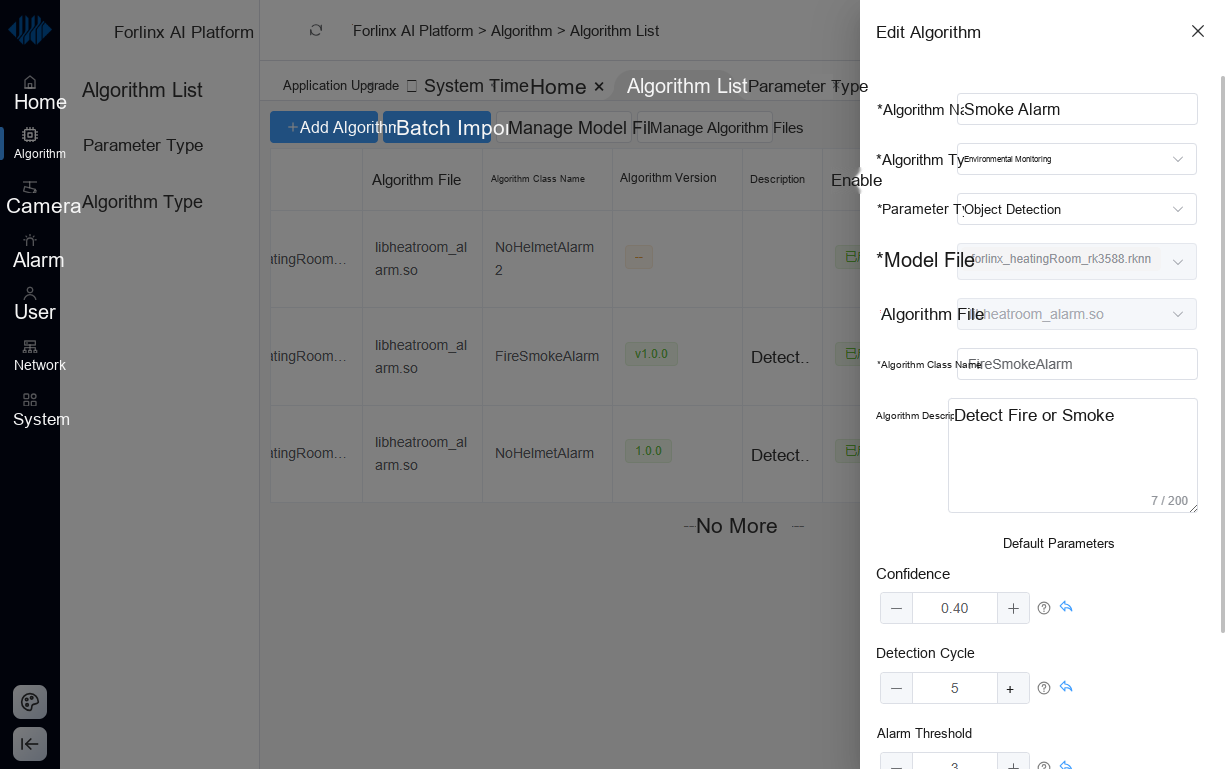 Forlinx AI Platform
Home
Algorithm
Camera
Alarm
User
Network
System
Algorithm List
Parameter Type
Algorithm Type
Forlinx AI Platform > Algorithm > Algorithm List
Application Upgrade
System Time
Home ×
Algorithm List
Parameter Type
+Add Algorithm
Batch Impor
Manage Model Fil
Manage Algorithm Files
Algorithm File
Algorithm Class Name
Algorithm Version
Description
Enable
atingRoom...
libheatroom_al
arm.so
NoHelmetAlarm
2
--
atingRoom...
libheatroom_al
arm.so
FireSmokeAlarm
v1.0.0
Detect..
atingRoom...
libheatroom_al
arm.so
NoHelmetAlarm
1.0.0
Detect..
No More
Edit Algorithm
*Algorithm Na
Smoke Alarm
*Algorithm Ty
Environmental Monitoring
*Parameter Ty
Object Detection
*Model File
forlinx_heatingRoom_rk3588.rknn
Algorithm File
libheatroom_alarm.so
*Algorithm Class Name
FireSmokeAlarm
Algorithm Descrip
Detect Fire or Smoke
7 / 200
Default Parameters
Confidence
0.40
Detection Cycle
5
Alarm Threshold
3